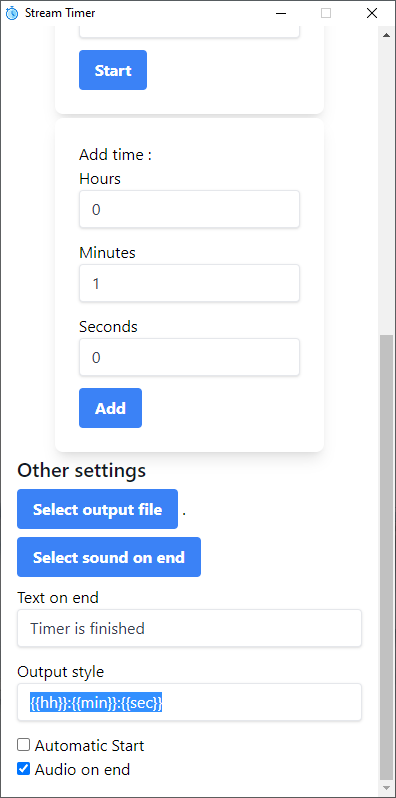 Stream Timer
Start
Add time :
Hours
0
Minutes
1
Seconds
0
Add
Other settings
Select output file .
Select sound on end
Text on end
Timer is finished
Output style
{{hh}}:{{min}}:{{sec}}
Automatic Start
Audio on end